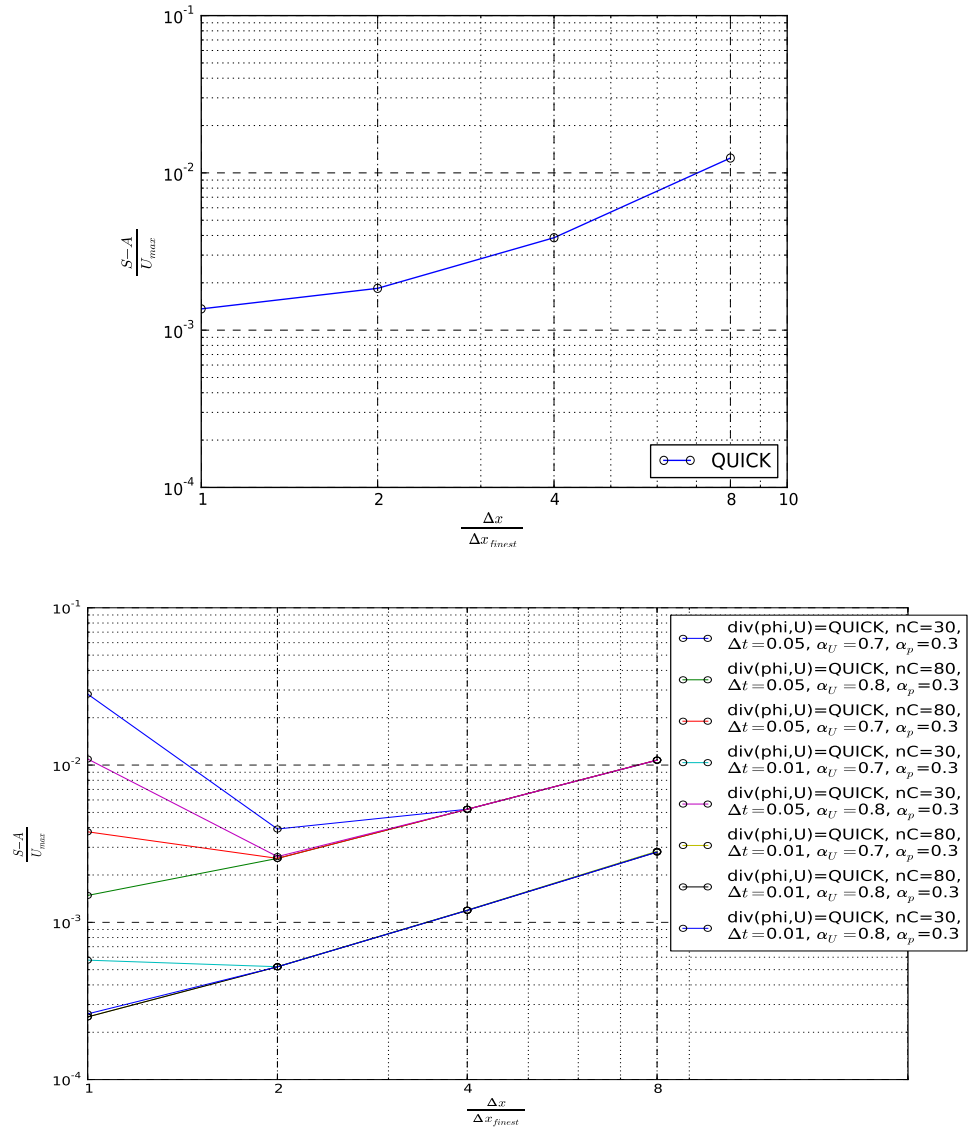 10^-1
10^-2
10^-3
10^-4
S−A
U_max
1 2 4 8 10
Δx
Δx_finest
QUICK
10^-1
10^-2
10^-3
10^-4
S−A
U_max
1 2 4 8
Δx
Δx_finest
div(phi,U)=QUICK, nC=30,
Δt=0.05, α_U=0.7, α_p=0.3
div(phi,U)=QUICK, nC=80,
Δt=0.05, α_U=0.8, α_p=0.3
div(phi,U)=QUICK, nC=80,
Δt=0.05, α_U=0.7, α_p=0.3
div(phi,U)=QUICK, nC=30,
Δt=0.01, α_U=0.7, α_p=0.3
div(phi,U)=QUICK, nC=30,
Δt=0.05, α_U=0.8, α_p=0.3
div(phi,U)=QUICK, nC=80,
Δt=0.01, α_U=0.7, α_p=0.3
div(phi,U)=QUICK, nC=80,
Δt=0.01, α_U=0.8, α_p=0.3
div(phi,U)=QUICK, nC=30,
Δt=0.01, α_U=0.8, α_p=0.3